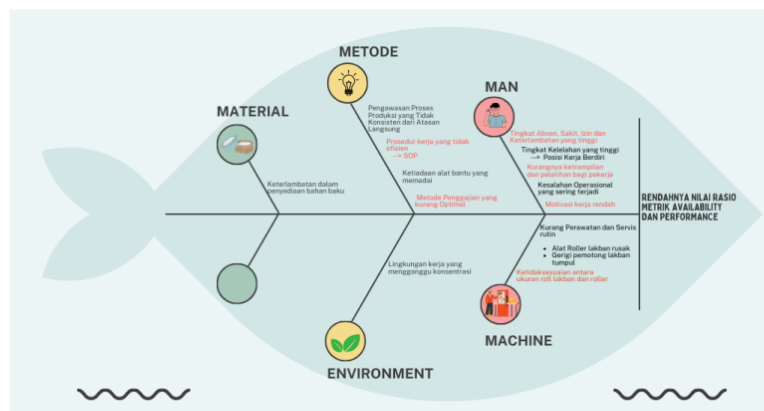 METODE
MAN
MATERIAL
Pengawasan Proses
Produksi yang Tidak
Konsisten dari Atasan
Langsung
Prosedur kerja yang tidak
efisien
--> SOP
Ketiadaan alat bantu yang
memadai
Metode Penggajian yang
kurang Optimal
Tingkat Absen, Sakit, Izin dan
Keterlambatan yang tinggi
Tingkat Kelelahan yang tinggi
--> Posisi Kerja Berdiri
Kurangnya ketrampilan
dan pelatihan bagi pekerja
Kesalahan Operasional
yang sering terjadi
Motivasi kerja rendah
Keterlambatan dalam
penyediaan bahan baku
RENDAHNYA NILAI RASIO
METRIK AVAILABILITY
DAN PERFORMANCE
Kurang Perawatan dan Servis
rutin
• Alat Roller lakban rusak
• Gerigi pemotong lakban
tumpul
Ketidaksesuaian antara
ukuran roll lakban dan roller
Lingkungan kerja yang
mengganggu konsentrasi
MACHINE
ENVIRONMENT